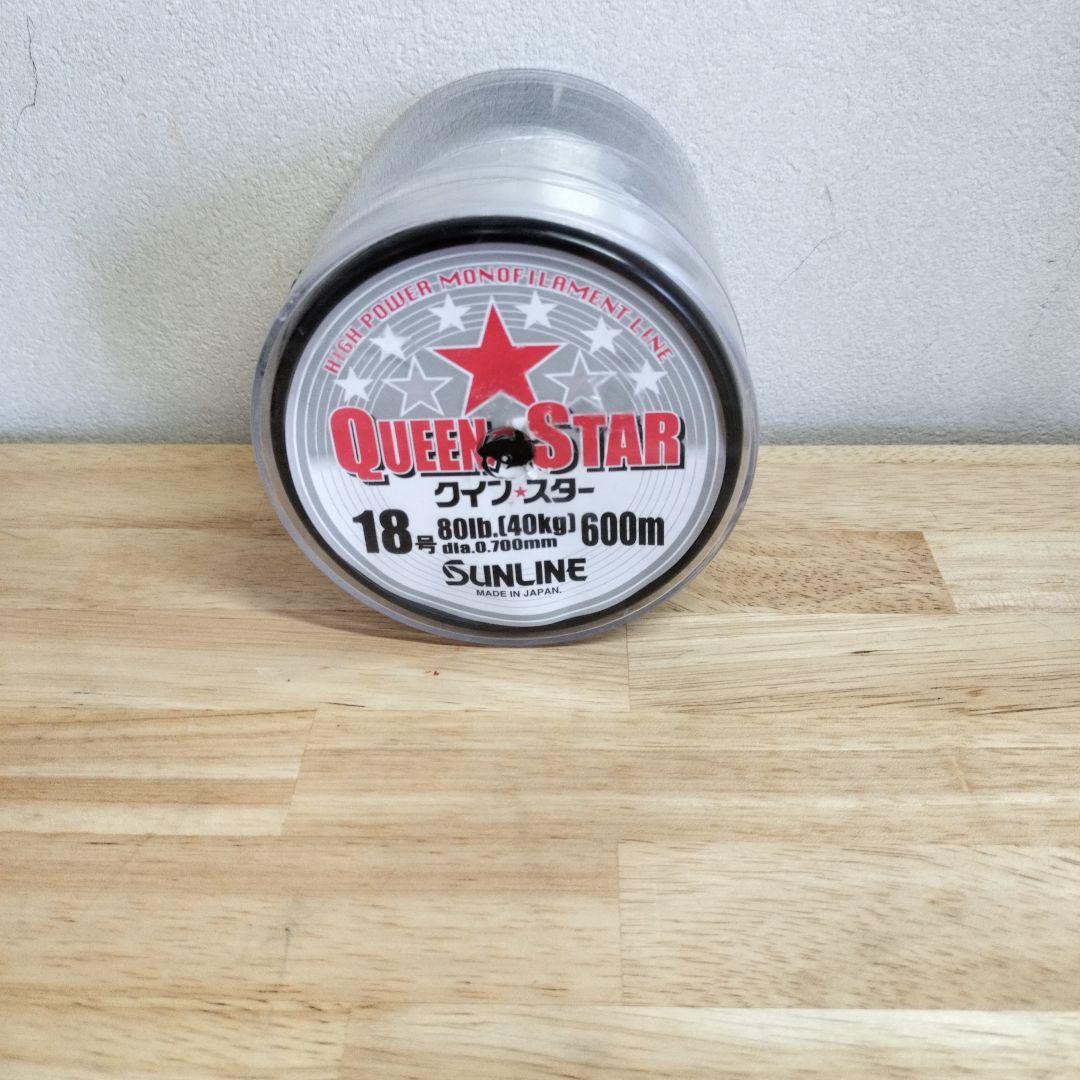 HIGH POWER MONOFILAMENT LINE
QUEEN STAR
クイン★スター
18号 80lb.(40kg) 600m
dia.0.700mm
SUNLINE
MADE IN JAPAN.